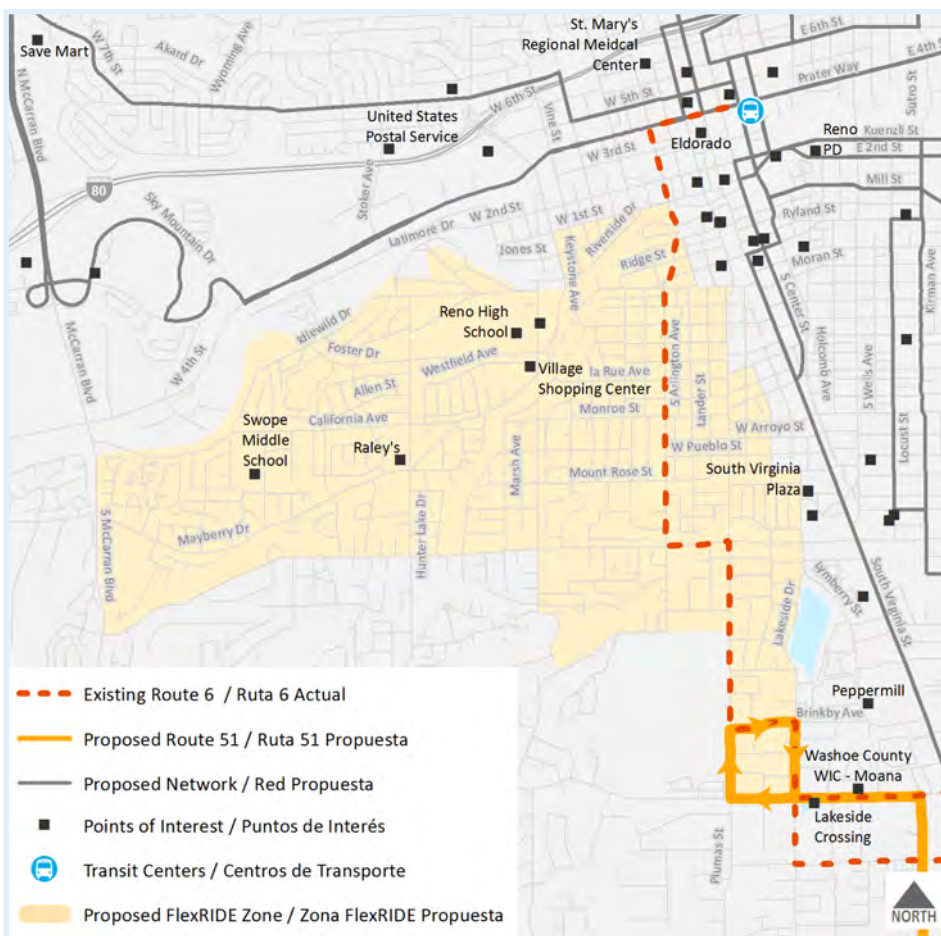 Save Mart
W 7th St
Akard Dr
Wyoming Ave
N McCarran Blvd
St. Mary's
Regional Meidcal
Center
E 6th St
E 4th St
Prater Way
Sutro St
W 5th St
W 6th St
Vine St
United States
Postal Service
Stoker Ave
W 3rd St
Eldorado
Reno
PD
Kuenzli St
E 2nd St
Mill St
80
Sky Mountain Dr
W 2nd St
W 1st St
Latimore Dr
Riverside Dr
Ryland St
Jones St
Keystone Ave
Ridge St
Moran St
S Center St
Kirman Ave
McCarran Blvd
W 4th St
Idlewild Dr
Reno High
School
Foster Dr
Westfield Ave
Allen St
Village
Shopping Center
la Rue Ave
S Arlington Ave
Lander St
Holcomb Ave
S Wells Ave
Locust St
California Ave
Monroe St
W Arroyo St
W Pueblo St
Swope
Middle
School
Raley's
Marsh Ave
Mount Rose St
South Virginia
Plaza
S McCarran Blvd
Mayberry Dr
Hunter Lake Dr
Lakeside Dr
Lymberry St
South Virginia St
Peppermill
Brinkby Ave
Washoe County
WIC - Moana
Lakeside
Crossing
Plumas St
NORTH
Existing Route 6 / Ruta 6 Actual
Proposed Route 51 / Ruta 51 Propuesta
Proposed Network / Red Propuesta
Points of Interest / Puntos de Interés
Transit Centers / Centros de Transporte
Proposed FlexRIDE Zone / Zona FlexRIDE Propuesta